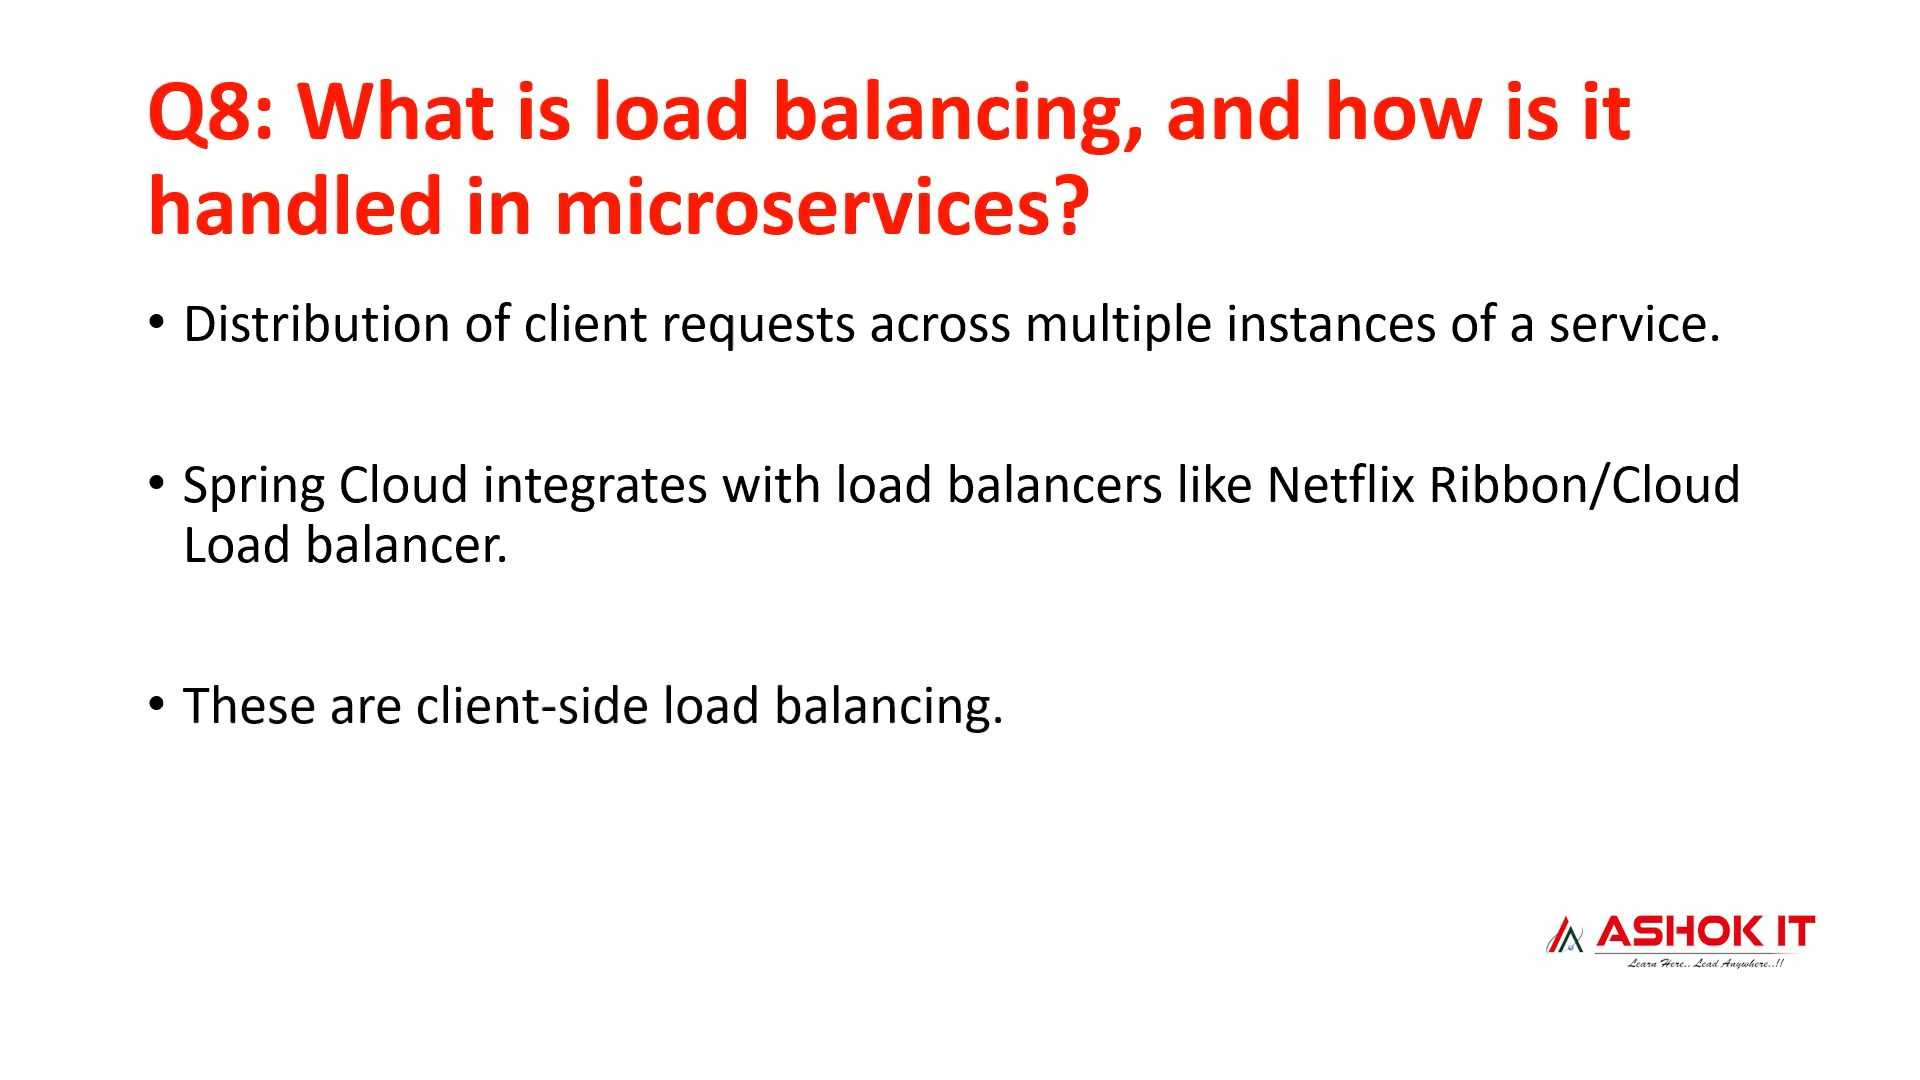 Q8: What is load balancing, and how is it
handled in microservices?
• Distribution of client requests across multiple instances of a service.
• Spring Cloud integrates with load balancers like Netflix Ribbon/Cloud
Load balancer.
• These are client-side load balancing.
ASHOK IT
Learn Here.. Lead Anywhere..!!